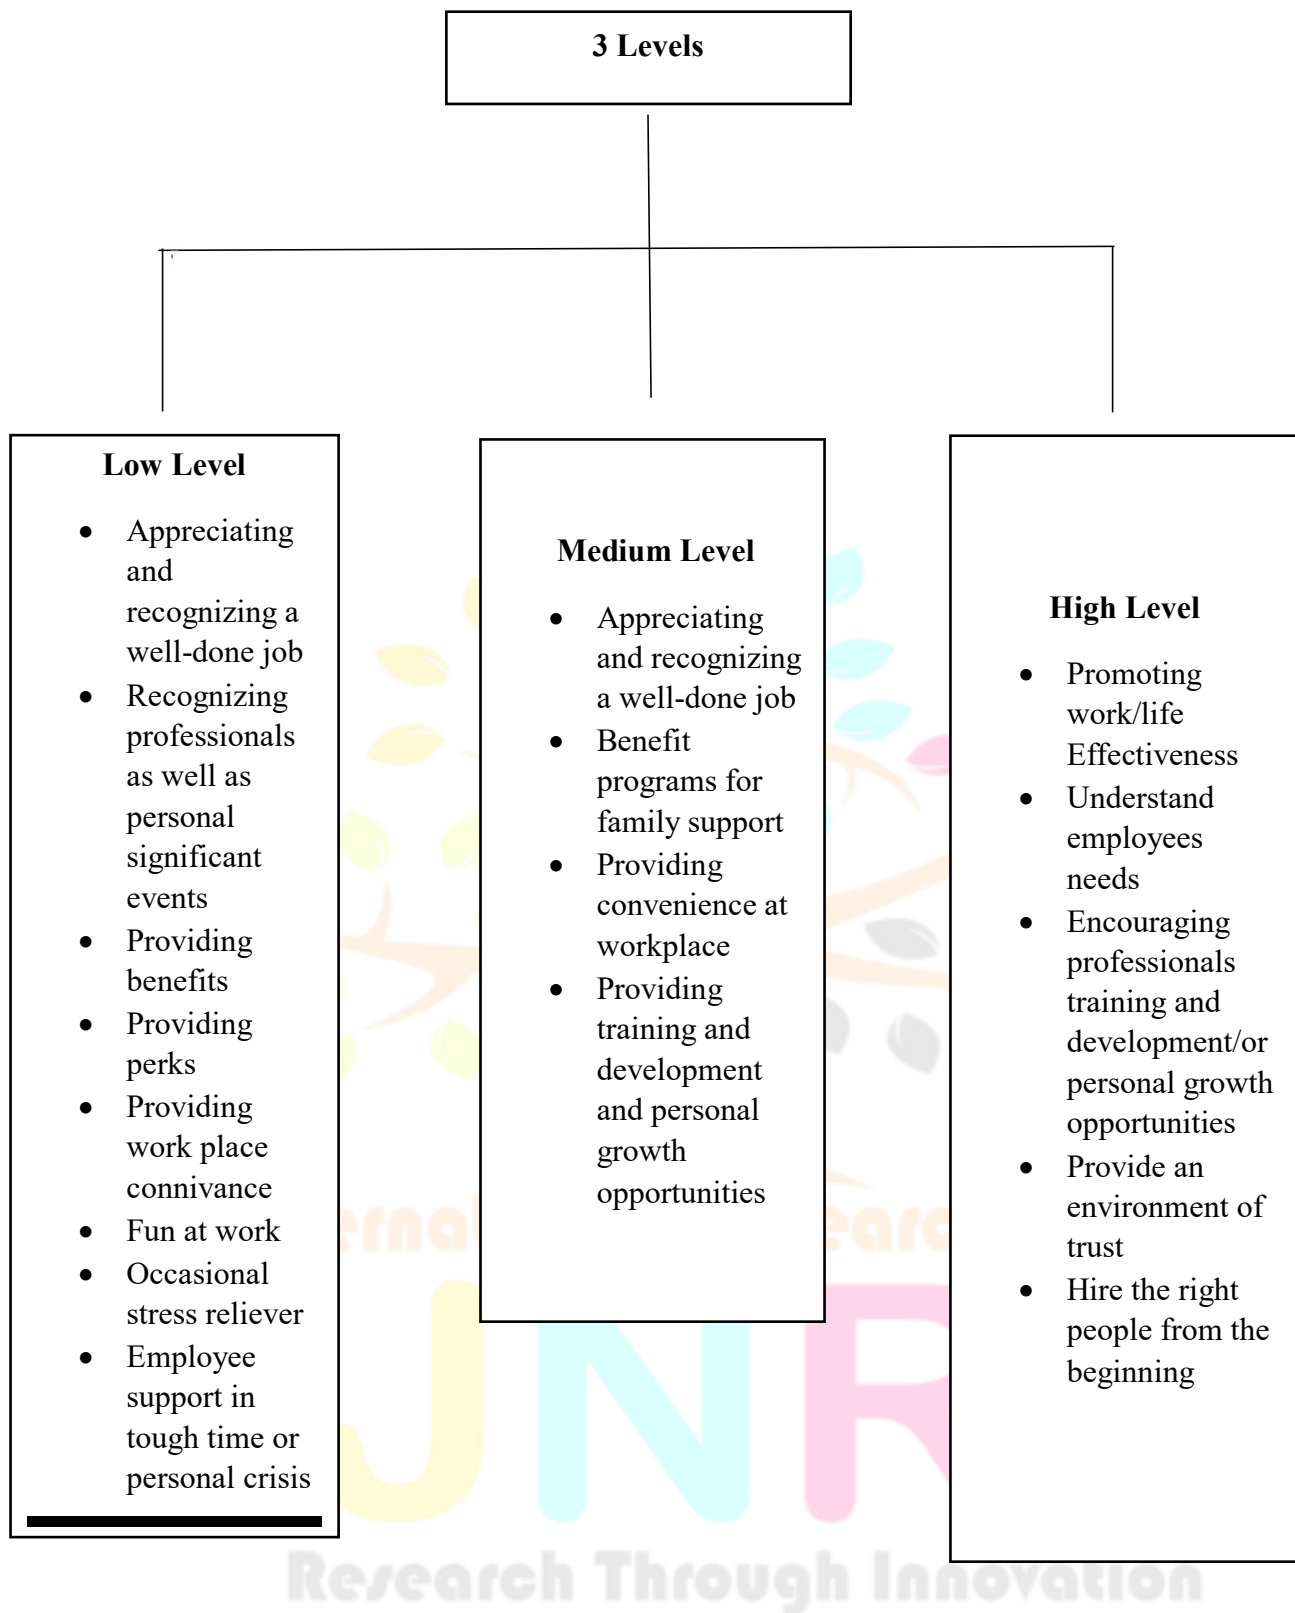 3 Levels
Low Level
• Appreciating
and
recognizing a
well-done job
• Recognizing
professionals
as well as
personal
significant
events
• Providing
benefits
• Providing
perks
• Providing
work place
connivance
• Fun at work
• Occasional
stress reliever
• Employee
support in
tough time or
personal crisis
Medium Level
• Appreciating
and recognizing
a well-done job
• Benefit
programs for
family support
• Providing
convenience at
workplace
• Providing
training and
development
and personal
growth
opportunities
High Level
• Promoting
work/life
Effectiveness
• Understand
employees
needs
• Encouraging
professionals
training and
development/or
personal growth
opportunities
• Provide an
environment of
trust
• Hire the right
people from the
beginning
JNR
Research Through Innovation